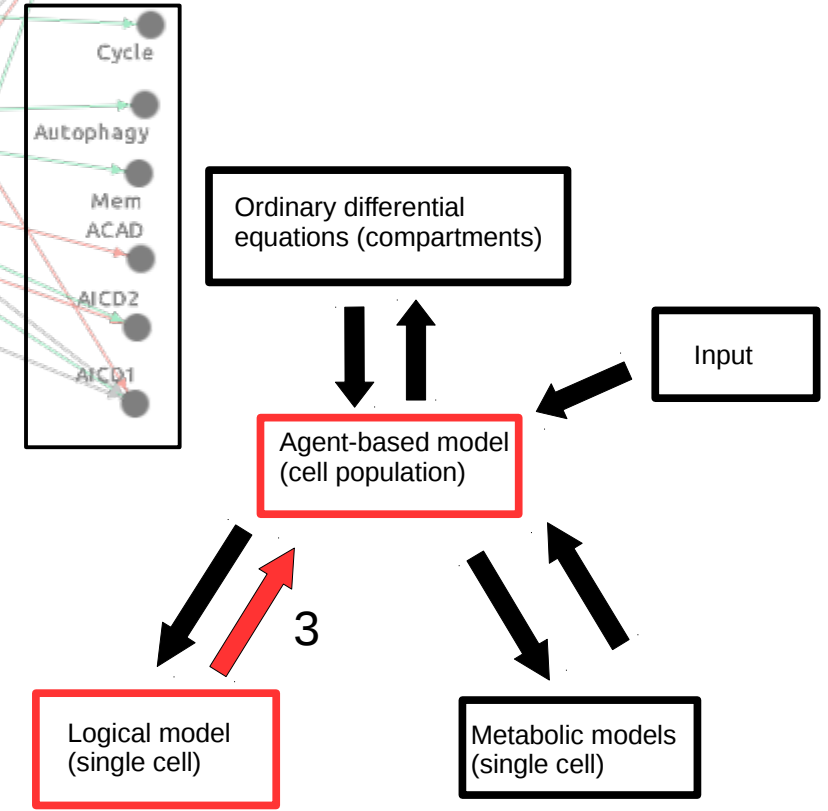 Cycle
Autophagy
Mem
ACAD
AICD2
AICD1
Ordinary differential
equations (compartments)
Input
Agent-based model
(cell population)
3
Logical model
(single cell)
Metabolic models
(single cell)